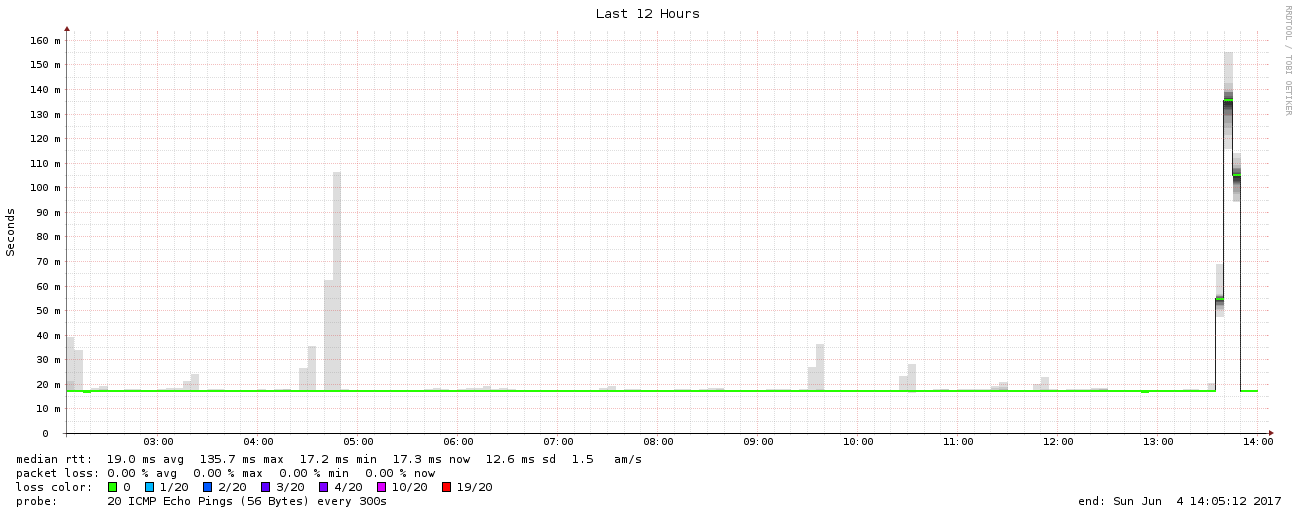 Last 12 Hours
RRDTOOL / TOBI OETIKER
Seconds
160 m
150 m
140 m
130 m
120 m
110 m
100 m
90 m
80 m
70 m
60 m
50 m
40 m
30 m
20 m
10 m
0
03:00 04:00 05:00 06:00 07:00 08:00 09:00 10:00 11:00 12:00 13:00 14:00
median rtt: 19.0 ms avg 135.7 ms max 17.2 ms min 17.3 ms now 12.6 ms sd 1.5 am/s
packet loss: 0.00 % avg 0.00 % max 0.00 % min 0.00 % now
loss color: 0 1/20 2/20 3/20 4/20 10/20 19/20
probe: 20 ICMP Echo Pings (56 Bytes) every 300s end: Sun Jun 4 14:05:12 2017